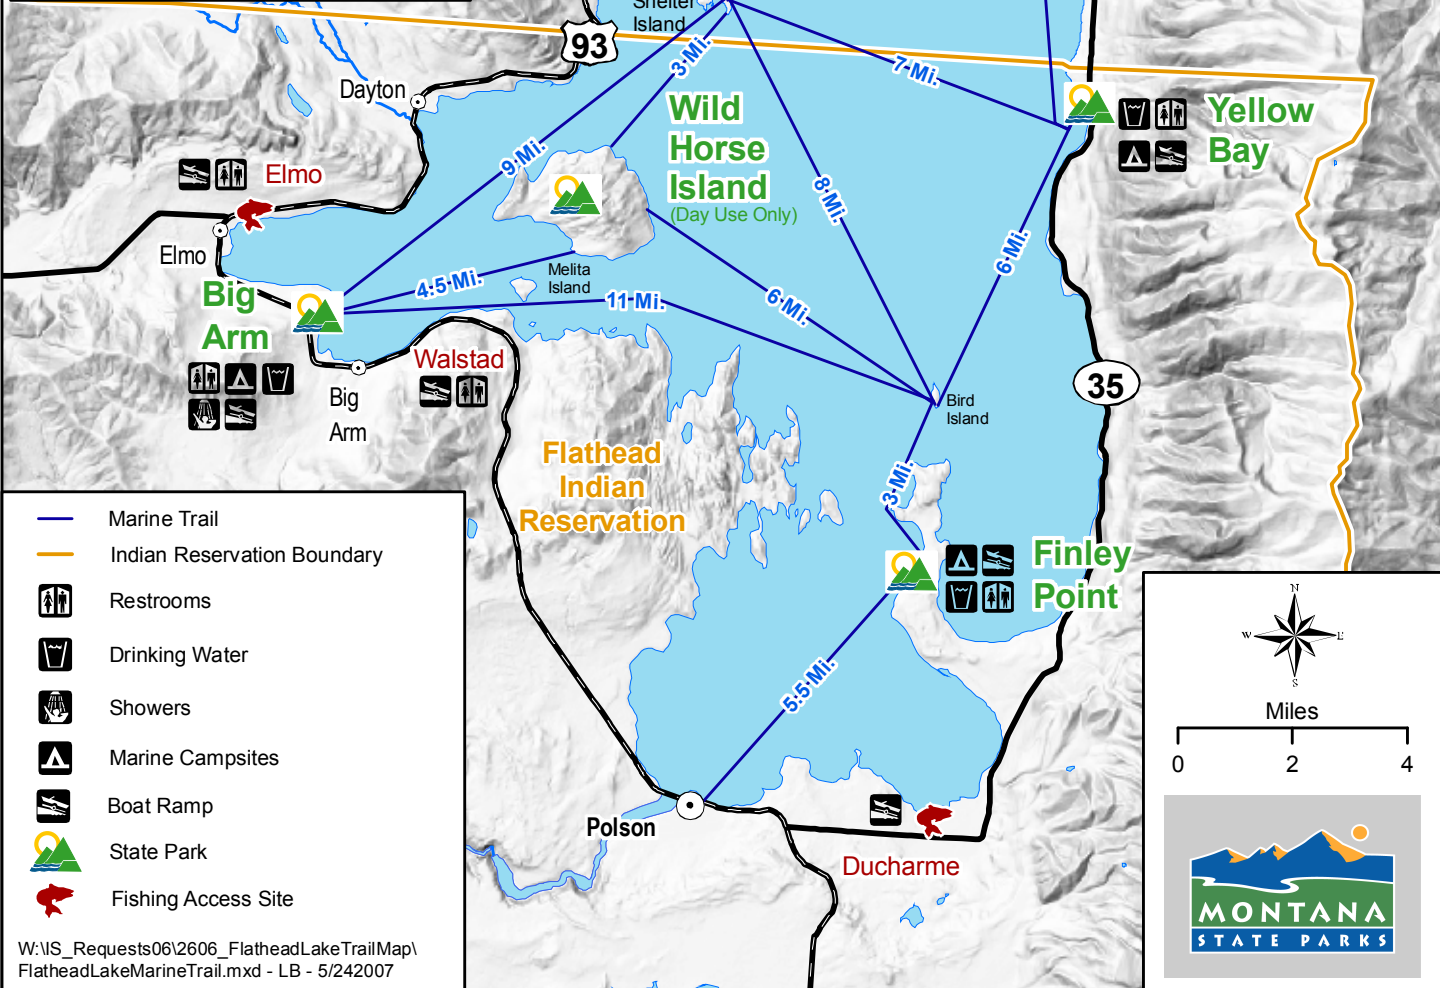 Shelter
Island
93
3 Mi.
7 Mi.
Dayton
Wild
Horse
Island
(Day Use Only)
Yellow
Bay
9 Mi.
Elmo
8 Mi.
Elmo
6 Mi.
Big
Arm
4.5 Mi.
Melita
Island
11 Mi.
6 Mi.
Walstad
35
Big
Arm
Bird
Island
Flathead
Indian
Reservation
3 Mi.
Finley
Point
5.5 Mi.
Polson
Ducharme
Marine Trail
Indian Reservation Boundary
Restrooms
Drinking Water
Showers
Marine Campsites
Boat Ramp
State Park
Fishing Access Site
W:\IS_Requests06\2606_FlatheadLakeTrailMap\
FlatheadLakeMarineTrail.mxd - LB - 5/242007
N
W E
S
Miles
0 2 4
MONTANA
STATE PARKS